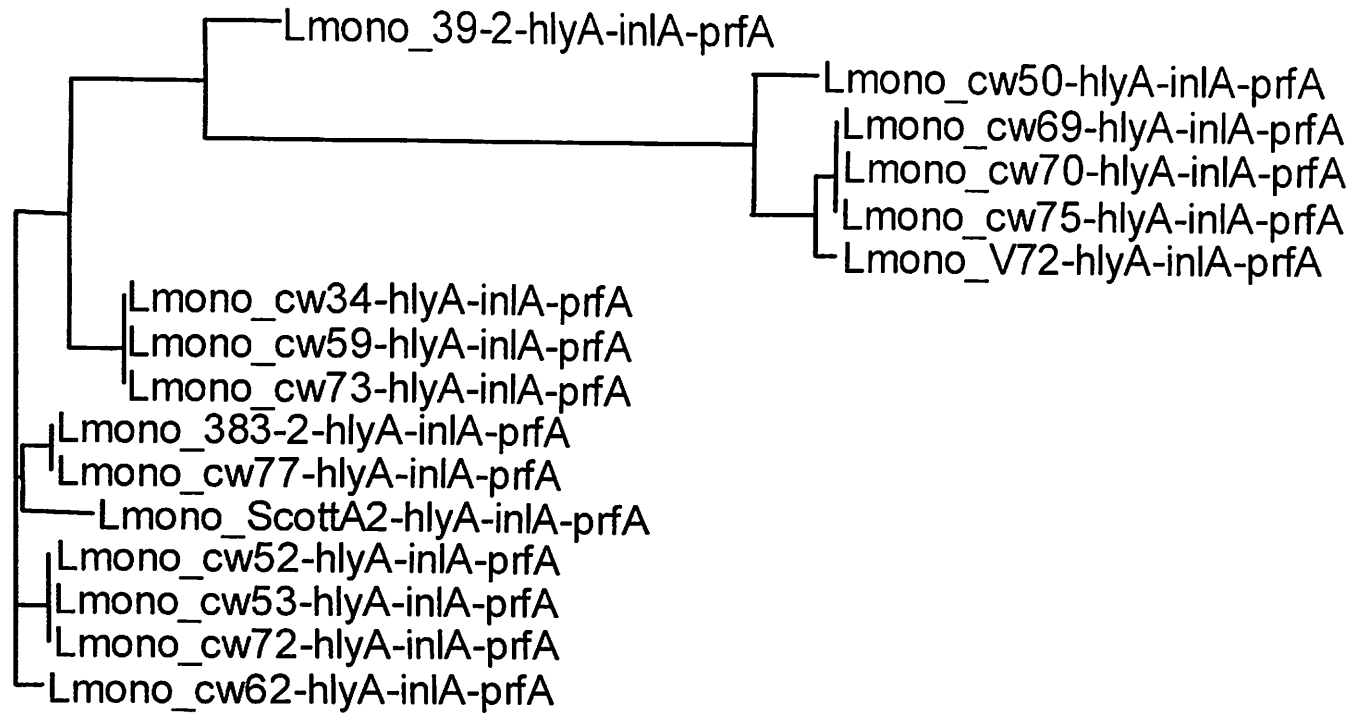 Lmono_39-2-hlyA-inlA-prfA
Lmono_cw50-hlyA-inlA-prfA
Lmono_cw69-hlyA-inlA-prfA
Lmono_cw70-hlyA-inlA-prfA
Lmono_cw75-hlyA-inlA-prfA
Lmono_V72-hlyA-inlA-prfA
Lmono_cw34-hlyA-inlA-prfA
Lmono_cw59-hlyA-inlA-prfA
Lmono_cw73-hlyA-inlA-prfA
Lmono_383-2-hlyA-inlA-prfA
Lmono_cw77-hlyA-inlA-prfA
Lmono_ScottA2-hlyA-inlA-prfA
Lmono_cw52-hlyA-inlA-prfA
Lmono_cw53-hlyA-inlA-prfA
Lmono_cw72-hlyA-inlA-prfA
Lmono_cw62-hlyA-inlA-prfA